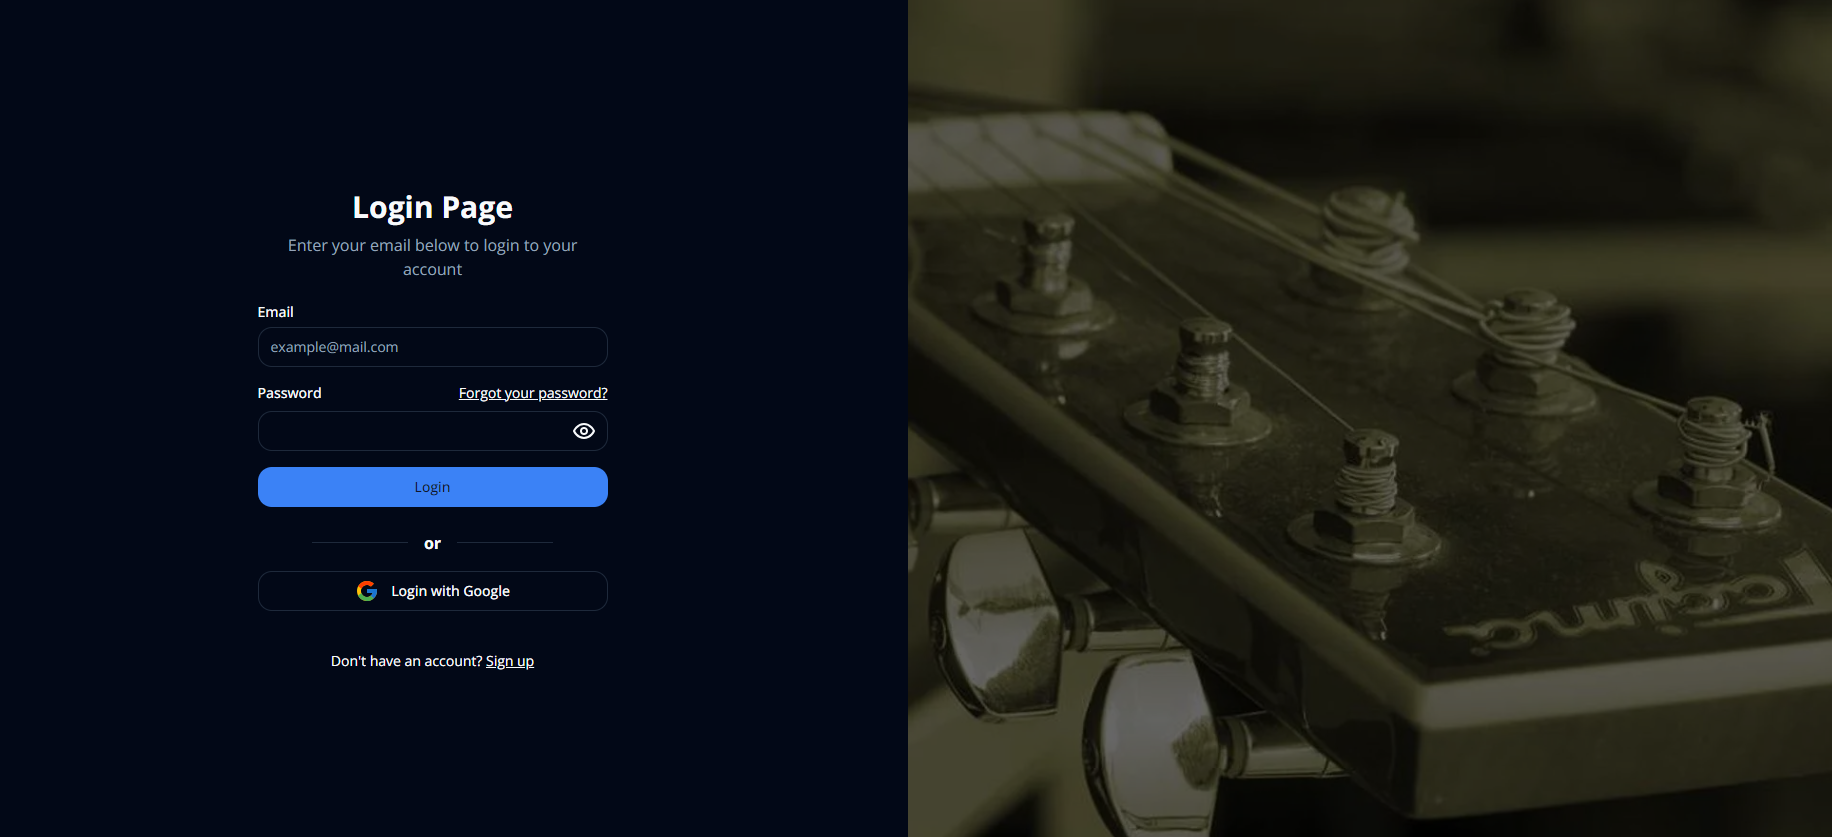 Login Page
Enter your email below to login to your
account
Email
example@mail.com
Password Forgot your password?
Login
or
Login with Google
Don't have an account? Sign up